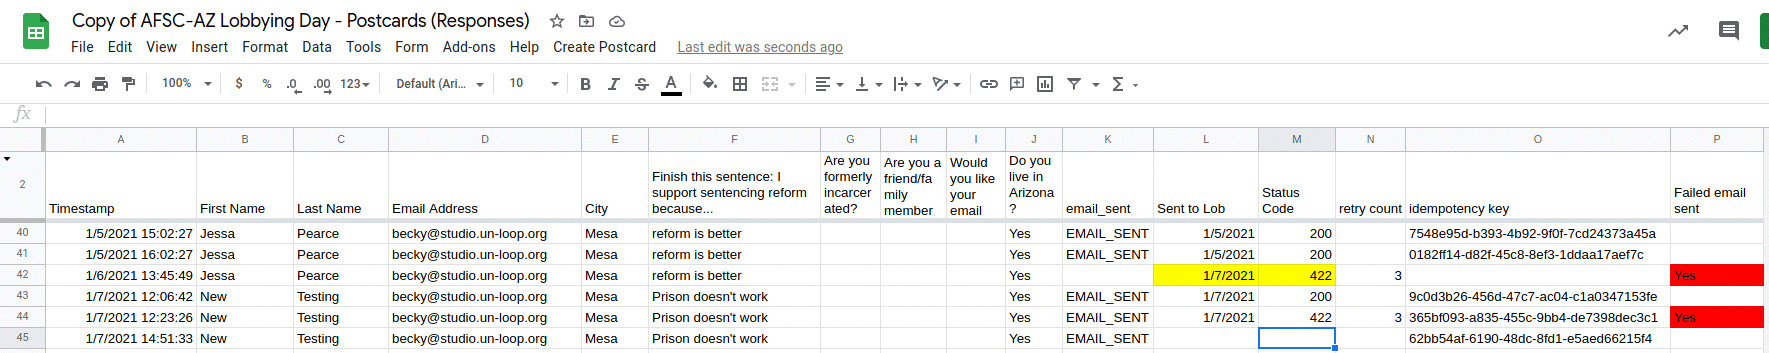 Copy of AFSC-AZ Lobbying Day - Postcards (Responses)
File Edit View Insert Format Data Tools Form Add-ons Help Create Postcard Last edit was seconds ago
100% $ % .0 .00 123 Default (Ari... 10 B I S A
fx
A B C D E F G H I J K L M N O P
2 Timestamp First Name Last Name Email Address City Finish this sentence: I support sentencing reform because... Are you formerly incarcerated? Are you a friend/family member Would you like your email Do you live in Arizona? email_sent Sent to Lob Status Code retry count idempotency key Failed email sent
40 1/5/2021 15:02:27 Jessa Pearce becky@studio.un-loop.org Mesa reform is better Yes EMAIL_SENT 1/5/2021 200 7548e95d-b393-4b92-9f0f-7cd24373a45a
41 1/5/2021 16:02:27 Jessa Pearce becky@studio.un-loop.org Mesa reform is better Yes EMAIL_SENT 1/5/2021 200 0182ff14-d82f-45c8-8ef3-1ddaa17aef7c
42 1/6/2021 13:45:49 Jessa Pearce becky@studio.un-loop.org Mesa reform is better Yes 1/7/2021 422 3 Yes
43 1/7/2021 12:06:42 New Testing becky@studio.un-loop.org Mesa Prison doesn't work Yes EMAIL_SENT 1/7/2021 200 9c0d3b26-456d-47c7-ac04-c1a0347153fe
44 1/7/2021 12:23:26 New Testing becky@studio.un-loop.org Mesa Prison doesn't work Yes EMAIL_SENT 1/7/2021 422 3 365bf093-a835-455c-9bb4-de7398dec3c1 Yes
45 1/7/2021 14:51:33 New Testing becky@studio.un-loop.org Mesa Prison doesn't work Yes EMAIL_SENT 62bb54af-6190-48dc-8fd1-e5aed66215f4